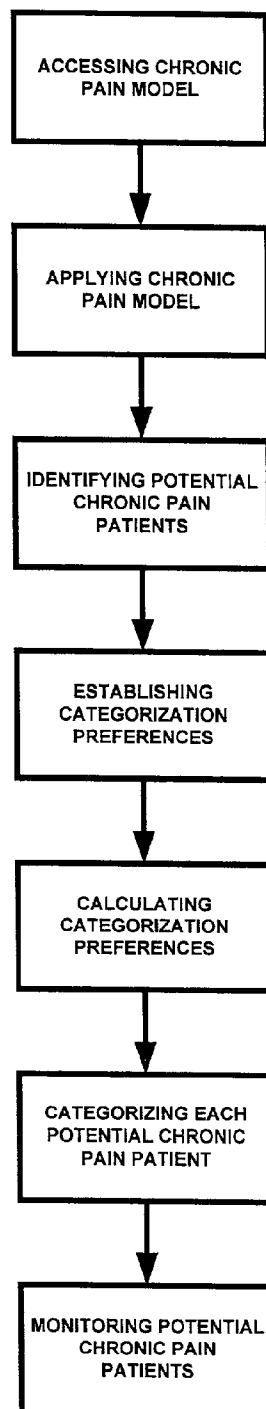 ACCESSING CHRONIC
PAIN MODEL
APPLYING CHRONIC
PAIN MODEL
IDENTIFYING POTENTIAL
CHRONIC PAIN
PATIENTS
ESTABLISHING
CATEGORIZATION
PREFERENCES
CALCULATING
CATEGORIZATION
PREFERENCES
CATEGORIZING EACH
POTENTIAL CHRONIC
PAIN PATIENT
MONITORING POTENTIAL
CHRONIC PAIN
PATIENTS